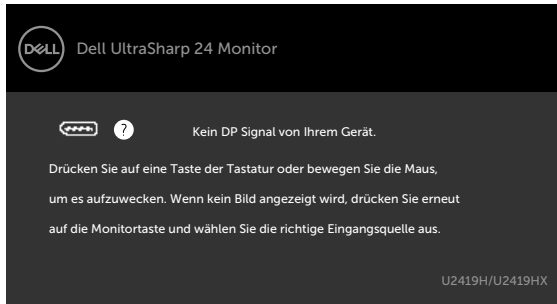 DELL
Dell UltraSharp 24 Monitor
?
Kein DP Signal von Ihrem Gerät.
Drücken Sie auf eine Taste der Tastatur oder bewegen Sie die Maus,
um es aufzuwecken. Wenn kein Bild angezeigt wird, drücken Sie erneut
auf die Monitortaste und wählen Sie die richtige Eingangsquelle aus.
U2419H/U2419HX